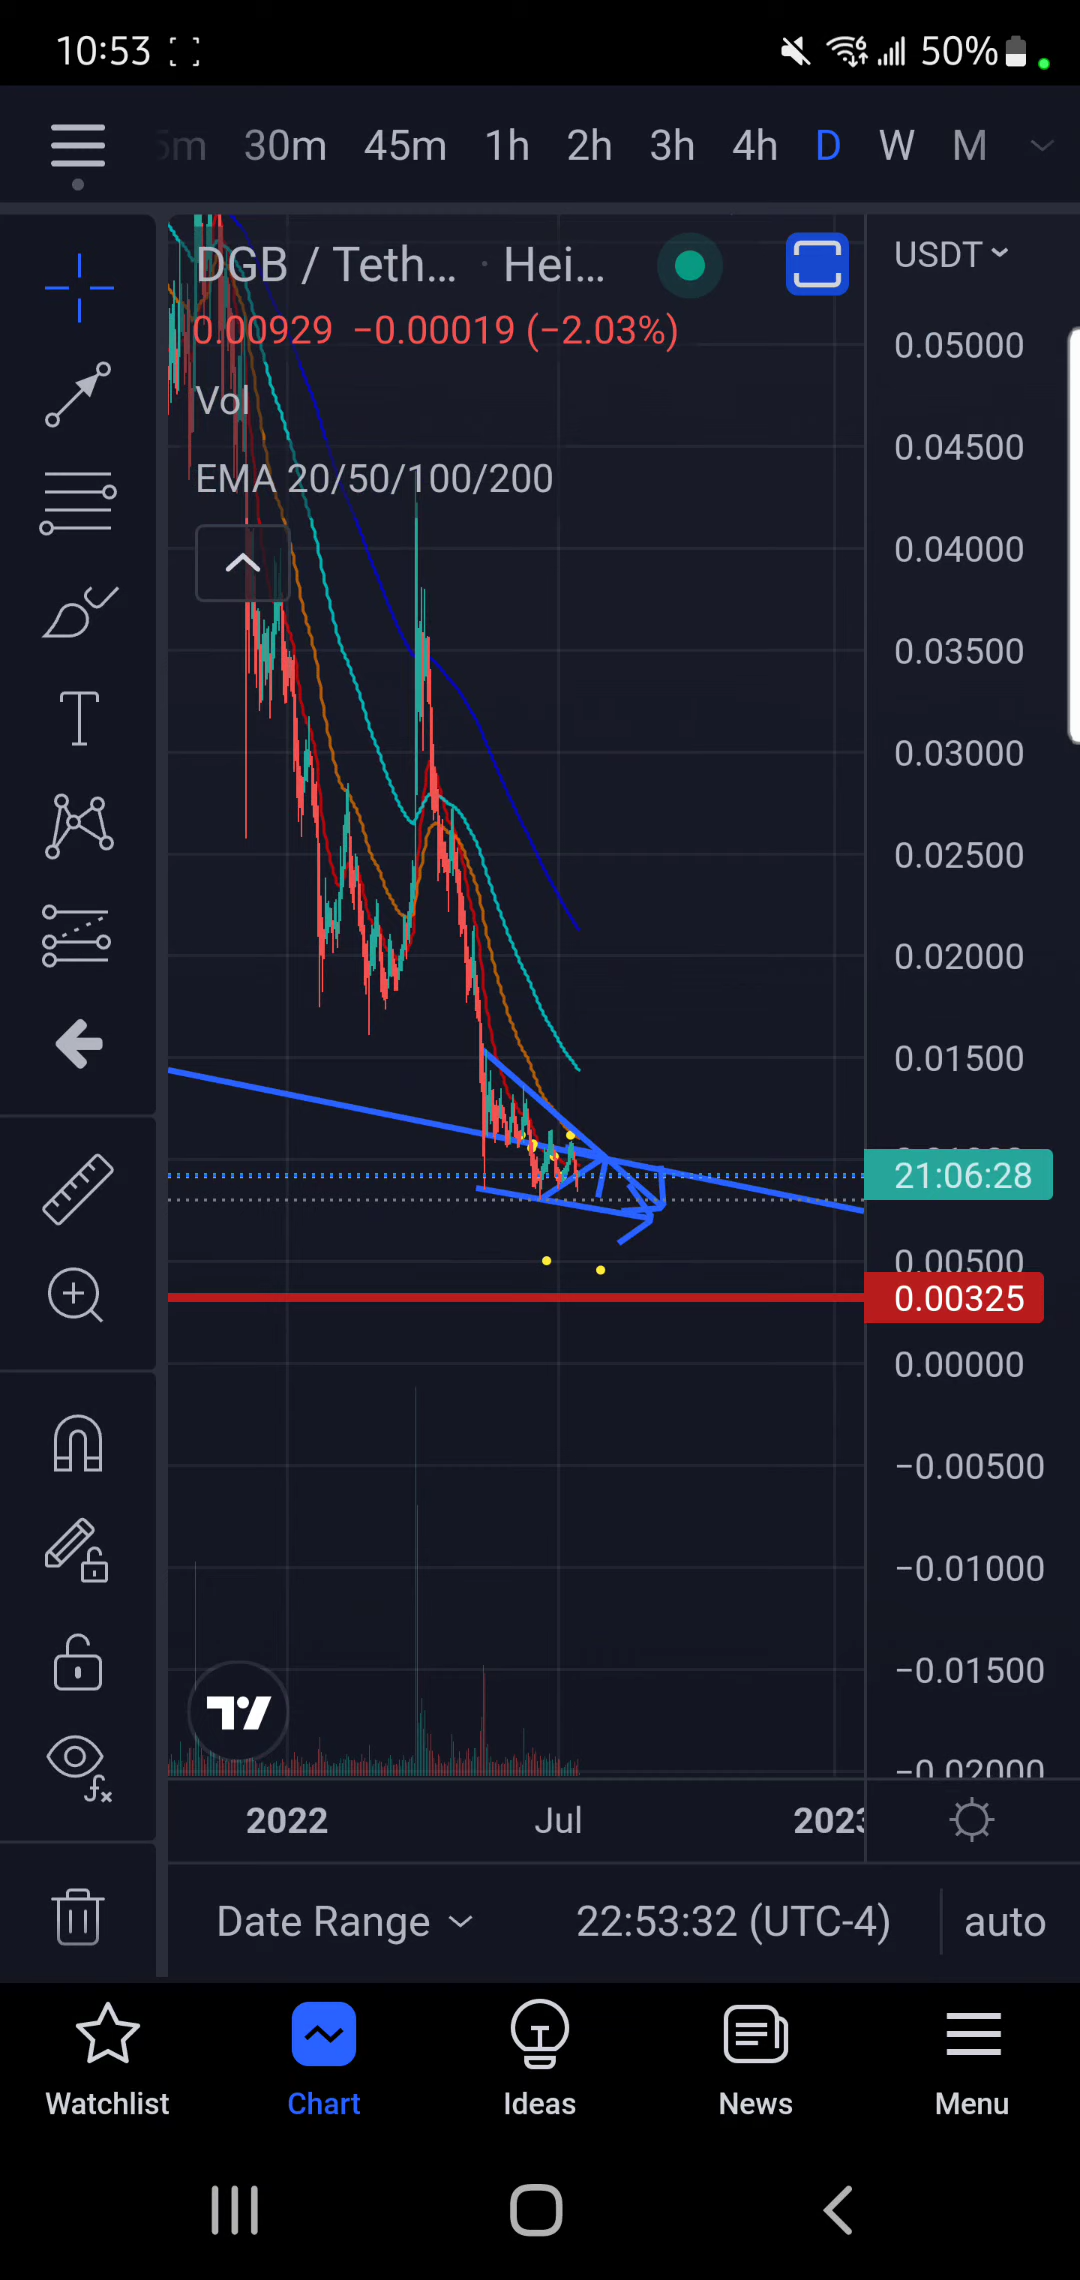 10:53 50%
30m 45m 1h 2h 3h 4h D W M
DGB / Teth... · Hei... USDT
0.00929 −0.00019 (−2.03%)
Vol
EMA 20/50/100/200
0.05000
0.04500
0.04000
0.03500
0.03000
0.02500
0.02000
0.01500
21:06:28
0.00500
0.00325
0.00000
−0.00500
−0.01000
−0.01500
−0.02000
2022 Jul 2023
Date Range 22:53:32 (UTC-4) auto
Watchlist Chart Ideas News Menu